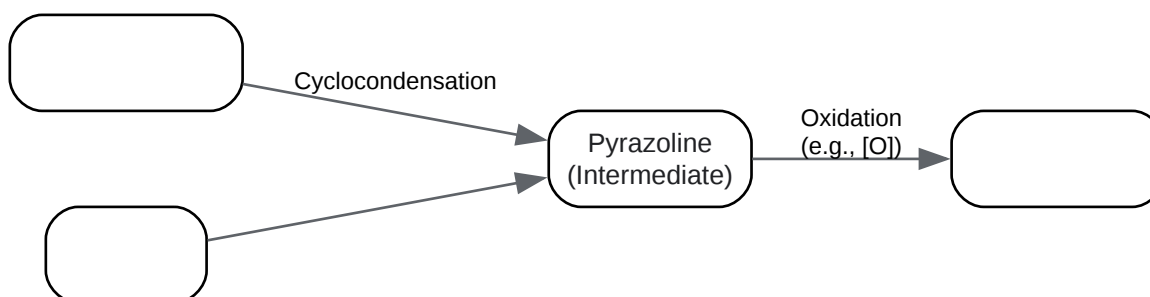 Cyclocondensation
Pyrazoline
(Intermediate)
Oxidation
(e.g., [O])